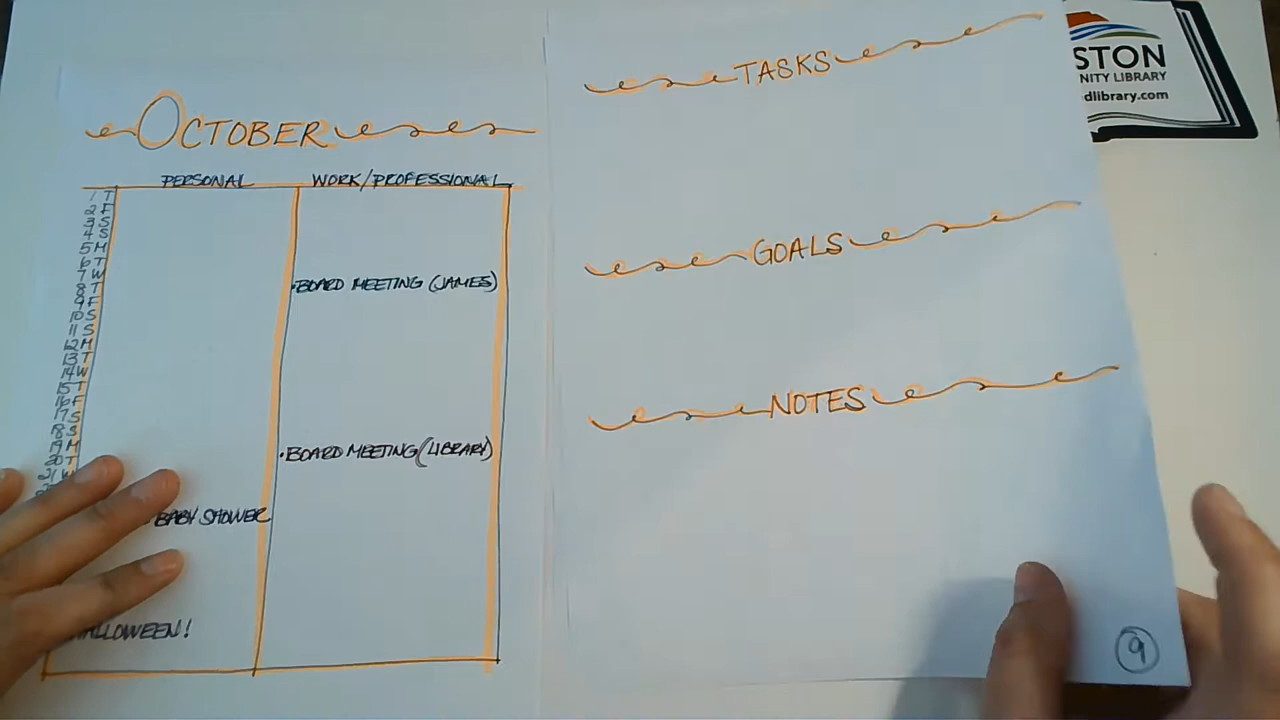 OCTOBER
PERSONAL WORK/PROFESSIONAL
1 T
2 F
3 S
4 S
5 M
6 T
7 W
8 T
9 F
10 S
11 S
12 M
13 T
14 W
15 T
16 F
17 S
18 S
19 M
20 T
21 W
•BOARD MEETING (JAMES)
•BOARD MEETING (LIBRARY)
BABY SHOWER
HALLOWEEN!
TASKS
GOALS
NOTES
9
STON
NITY LIBRARY
dlibrary.com